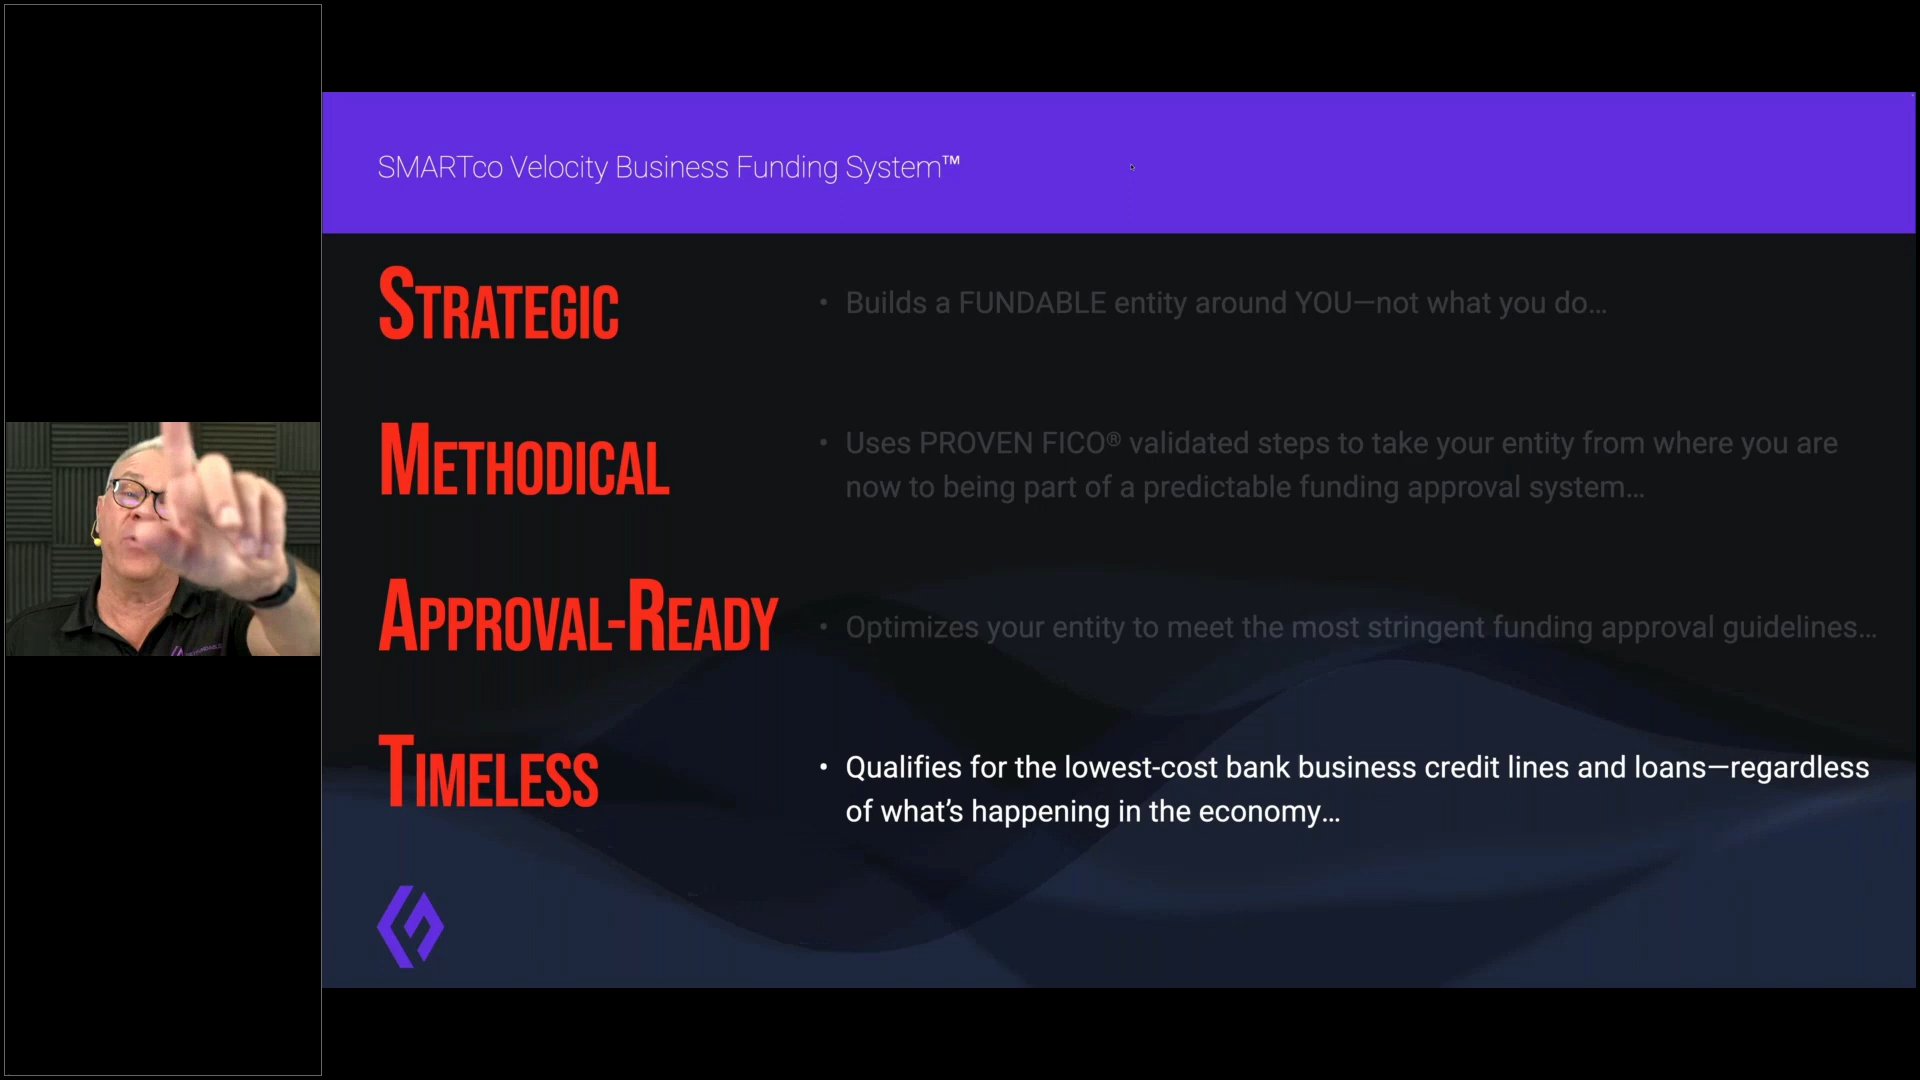 SMARTco Velocity Business Funding System™
STRATEGIC
• Builds a FUNDABLE entity around YOU—not what you do…
METHODICAL
• Uses PROVEN FICO® validated steps to take your entity from where you are
now to being part of a predictable funding approval system…
APPROVAL-READY
• Optimizes your entity to meet the most stringent funding approval guidelines…
TIMELESS
• Qualifies for the lowest-cost bank business credit lines and loans—regardless
of what’s happening in the economy…